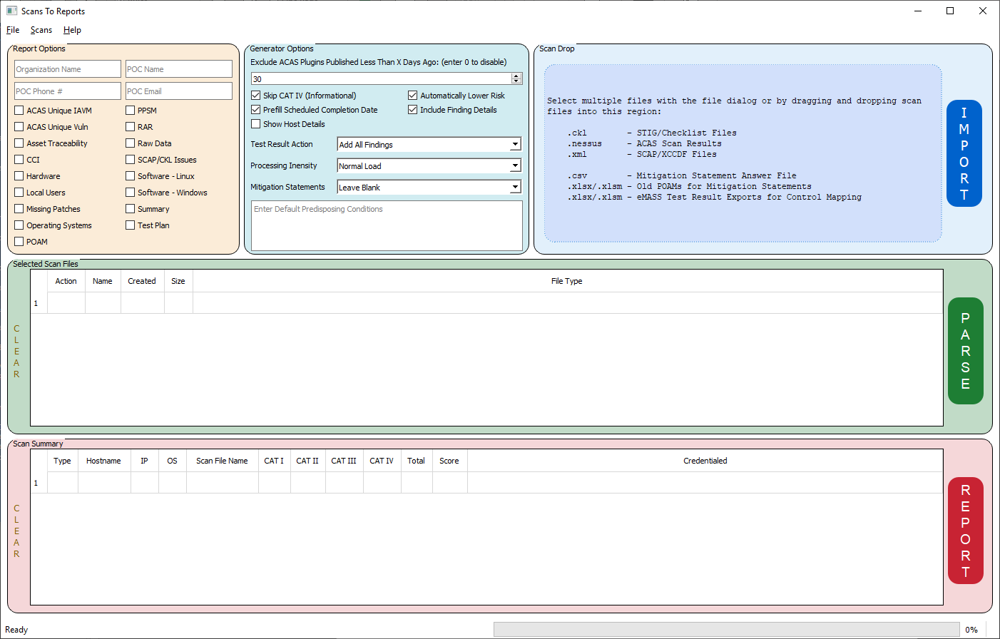 Scans To Reports
File Scans Help
Report Options
Organization Name POC Name
POC Phone # POC Email
ACAS Unique IAVM PPSM
ACAS Unique Vuln RAR
Asset Traceability Raw Data
CCI SCAP/CKL Issues
Hardware Software - Linux
Local Users Software - Windows
Missing Patches Summary
Operating Systems Test Plan
POAM
Generator Options
Exclude ACAS Plugins Published Less Than X Days Ago: (enter 0 to disable)
30
Skip CAT IV (Informational) Automatically Lower Risk
Prefill Scheduled Completion Date Include Finding Details
Show Host Details
Test Result Action Add All Findings
Processing Inensity Normal Load
Mitigation Statements Leave Blank
Enter Default Predisposing Conditions
Scan Drop
Select multiple files with the file dialog or by dragging and dropping scan
files into this region:
.ckl - STIG/Checklist Files
.nessus - ACAS Scan Results
.xml - SCAP/XCCDF Files
.csv - Mitigation Statement Answer File
.xlsx/.xlsm - Old POAMs for Mitigation Statements
.xlsx/.xlsm - eMASS Test Result Exports for Control Mapping
IMPORT
Selected Scan Files
CLEAR
Action Name Created Size File Type
1
PARSE
Scan Summary
CLEAR
Type Hostname IP OS Scan File Name CAT I CAT II CAT III CAT IV Total Score Credentialed
1
REPORT
Ready 0%